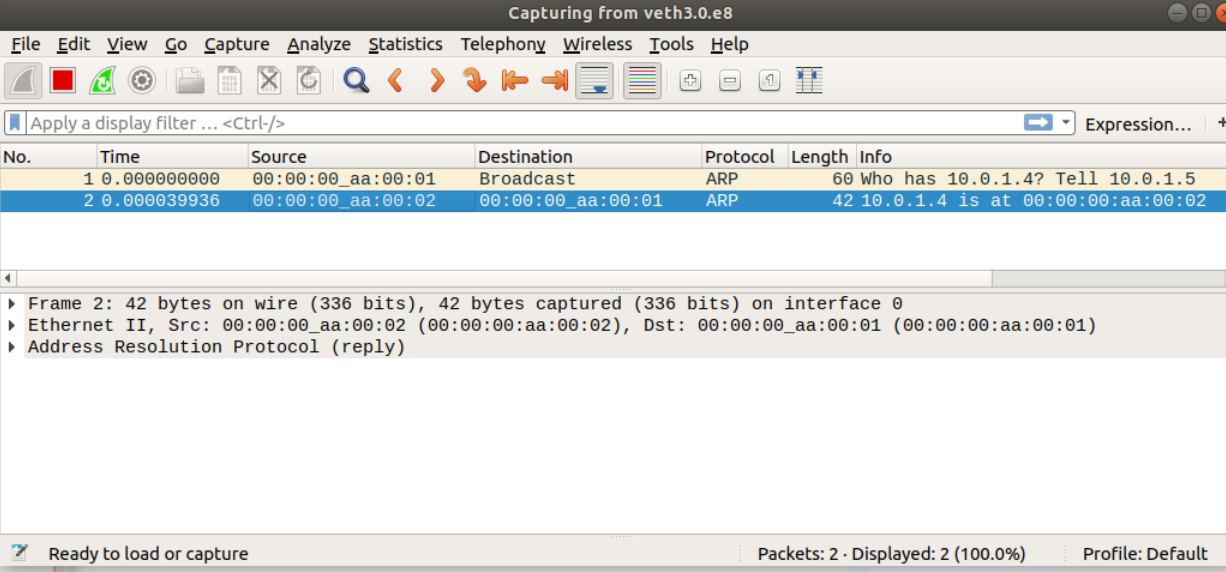 Capturing from veth3.0.e8
File Edit View Go Capture Analyze Statistics Telephony Wireless Tools Help
Apply a display filter ... <Ctrl-/> Expression... +
No. Time Source Destination Protocol Length Info
1 0.000000000 00:00:00_aa:00:01 Broadcast ARP 60 Who has 10.0.1.4? Tell 10.0.1.5
2 0.000039936 00:00:00_aa:00:02 00:00:00_aa:00:01 ARP 42 10.0.1.4 is at 00:00:00:aa:00:02
Frame 2: 42 bytes on wire (336 bits), 42 bytes captured (336 bits) on interface 0
Ethernet II, Src: 00:00:00_aa:00:02 (00:00:00:aa:00:02), Dst: 00:00:00_aa:00:01 (00:00:00:aa:00:01)
Address Resolution Protocol (reply)
Ready to load or capture Packets: 2 · Displayed: 2 (100.0%) Profile: Default